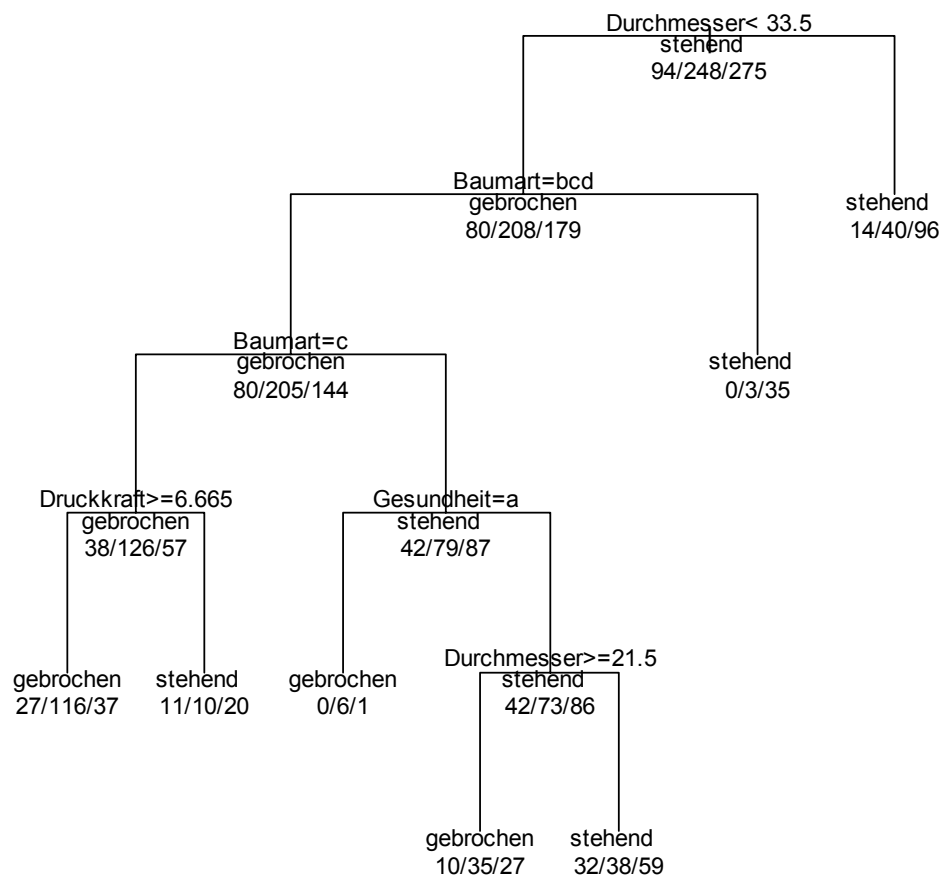 Durchmesser< 33.5
stehend
94/248/275
Baumart=bcd
gebrochen
80/208/179
stehend
14/40/96
Baumart=c
gebrochen
80/205/144
stehend
0/3/35
Druckkraft>=6.665
gebrochen
38/126/57
Gesundheit=a
stehend
42/79/87
gebrochen
27/116/37
stehend
11/10/20
gebrochen
0/6/1
Durchmesser>=21.5
stehend
42/73/86
gebrochen
10/35/27
stehend
32/38/59